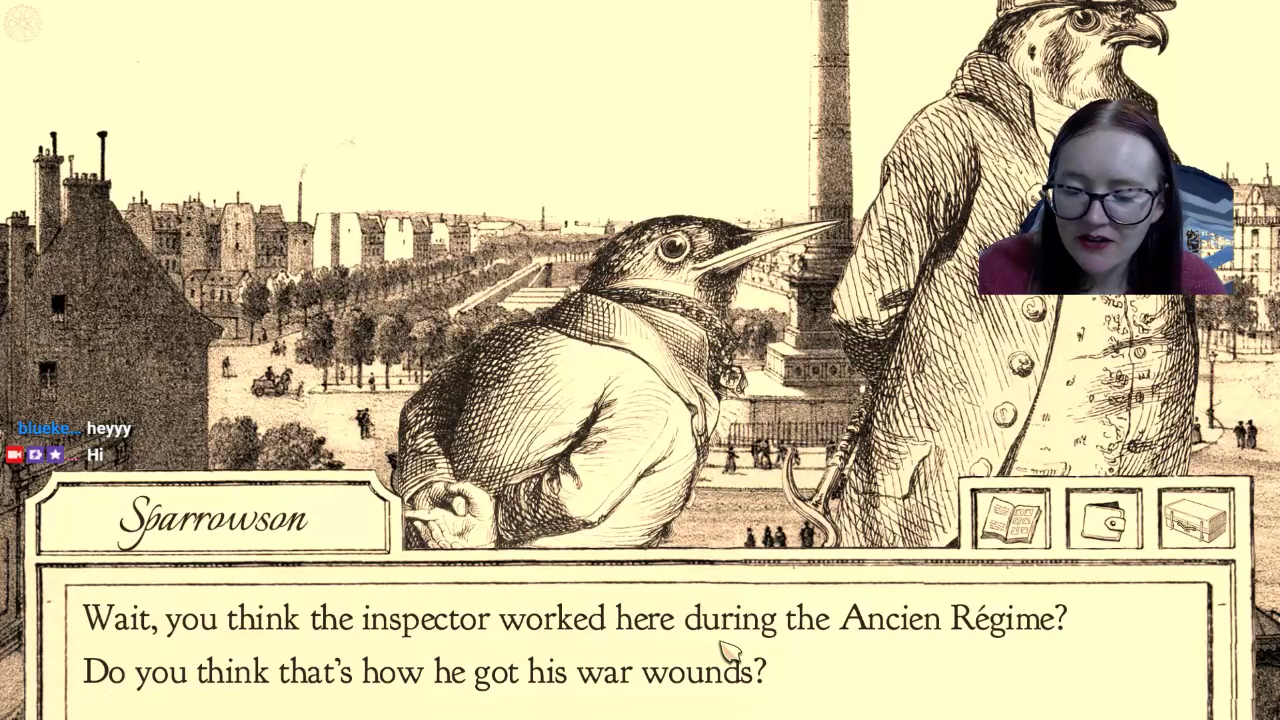 blueke... heyyy
Hi
Sparrowson
Wait, you think the inspector worked here during the Ancien Régime?
Do you think that's how he got his war wounds?